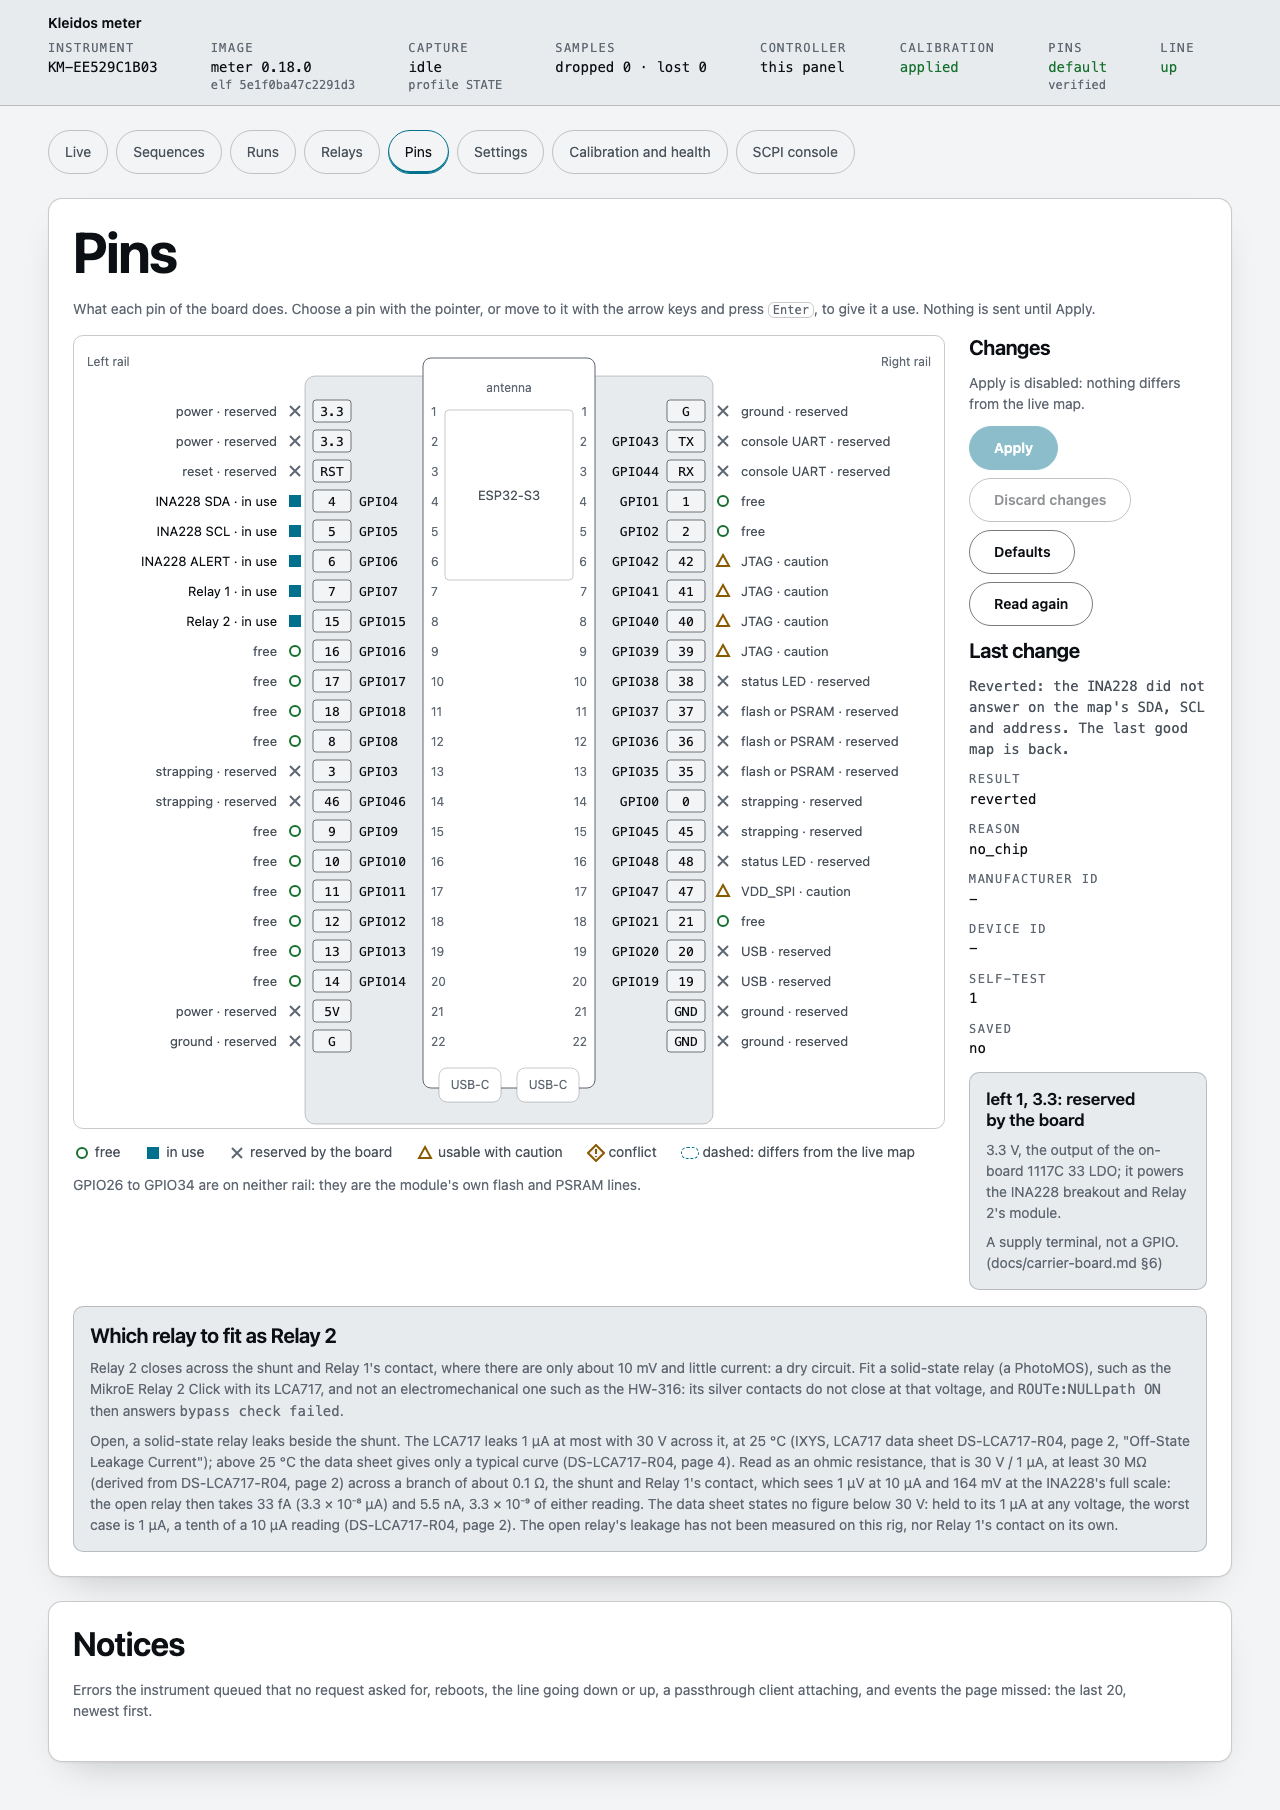 Kleidos meter
INSTRUMENT
KM-EE529C1B03
IMAGE
meter 0.18.0
elf 5e1f0ba47c2291d3
CAPTURE
idle
profile STATE
SAMPLES
dropped 0 · lost 0
CONTROLLER
this panel
CALIBRATION
applied
PINS
default
verified
LINE
up
Live
Sequences
Runs
Relays
Pins
Settings
Calibration and health
SCPI console
Pins
What each pin of the board does. Choose a pin with the pointer, or move to it with the arrow keys and press Enter, to give it a use. Nothing is sent until Apply.
Left rail
Right rail
antenna
ESP32-S3
power · reserved 3.3 1
power · reserved 3.3 2
reset · reserved RST 3
INA228 SDA · in use 4 GPIO4 4
INA228 SCL · in use 5 GPIO5 5
INA228 ALERT · in use 6 GPIO6 6
Relay 1 · in use 7 GPIO7 7
Relay 2 · in use 15 GPIO15 8
free 16 GPIO16 9
free 17 GPIO17 10
free 18 GPIO18 11
free 8 GPIO8 12
strapping · reserved 3 GPIO3 13
strapping · reserved 46 GPIO46 14
free 9 GPIO9 15
free 10 GPIO10 16
free 11 GPIO11 17
free 12 GPIO12 18
free 13 GPIO13 19
free 14 GPIO14 20
power · reserved 5V 21
ground · reserved G 22
1 G ground · reserved
2 GPIO43 TX console UART · reserved
3 GPIO44 RX console UART · reserved
4 GPIO1 1 free
5 GPIO2 2 free
6 GPIO42 42 JTAG · caution
7 GPIO41 41 JTAG · caution
8 GPIO40 40 JTAG · caution
9 GPIO39 39 JTAG · caution
10 GPIO38 38 status LED · reserved
11 GPIO37 37 flash or PSRAM · reserved
12 GPIO36 36 flash or PSRAM · reserved
13 GPIO35 35 flash or PSRAM · reserved
14 GPIO0 0 strapping · reserved
15 GPIO45 45 strapping · reserved
16 GPIO48 48 status LED · reserved
17 GPIO47 47 VDD_SPI · caution
18 GPIO21 21 free
19 GPIO20 20 USB · reserved
20 GPIO19 19 USB · reserved
21 GND ground · reserved
22 GND ground · reserved
USB-C
USB-C
free
in use
reserved by the board
usable with caution
conflict
dashed: differs from the live map
GPIO26 to GPIO34 are on neither rail: they are the module's own flash and PSRAM lines.
Changes
Apply is disabled: nothing differs
from the live map.
Apply
Discard changes
Defaults
Read again
Last change
Reverted: the INA228 did not
answer on the map's SDA, SCL
and address. The last good
map is back.
RESULT
reverted
REASON
no_chip
MANUFACTURER ID
–
DEVICE ID
–
SELF-TEST
1
SAVED
no
left 1, 3.3: reserved
by the board
3.3 V, the output of the on-
board 1117C 33 LDO; it powers
the INA228 breakout and Relay
2's module.
A supply terminal, not a GPIO.
(docs/carrier-board.md §6)
Which relay to fit as Relay 2
Relay 2 closes across the shunt and Relay 1's contact, where there are only about 10 mV and little current: a dry circuit. Fit a solid-state relay (a PhotoMOS), such as the
MikroE Relay 2 Click with its LCA717, and not an electromechanical one such as the HW-316: its silver contacts do not close at that voltage, and ROUTe:NULLpath ON
then answers bypass check failed.
Open, a solid-state relay leaks beside the shunt. The LCA717 leaks 1 µA at most with 30 V across it, at 25 °C (IXYS, LCA717 data sheet DS-LCA717-R04, page 2, "Off-State
Leakage Current"); above 25 °C the data sheet gives only a typical curve (DS-LCA717-R04, page 4). Read as an ohmic resistance, that is 30 V / 1 µA, at least 30 MΩ
(derived from DS-LCA717-R04, page 2) across a branch of about 0.1 Ω, the shunt and Relay 1's contact, which sees 1 µV at 10 µA and 164 mV at the INA228's full scale:
the open relay then takes 33 fA (3.3 × 10⁻⁸ µA) and 5.5 nA, 3.3 × 10⁻⁹ of either reading. The data sheet states no figure below 30 V: held to its 1 µA at any voltage, the worst
case is 1 µA, a tenth of a 10 µA reading (DS-LCA717-R04, page 2). The open relay's leakage has not been measured on this rig, nor Relay 1's contact on its own.
Notices
Errors the instrument queued that no request asked for, reboots, the line going down or up, a passthrough client attaching, and events the page missed: the last 20,
newest first.